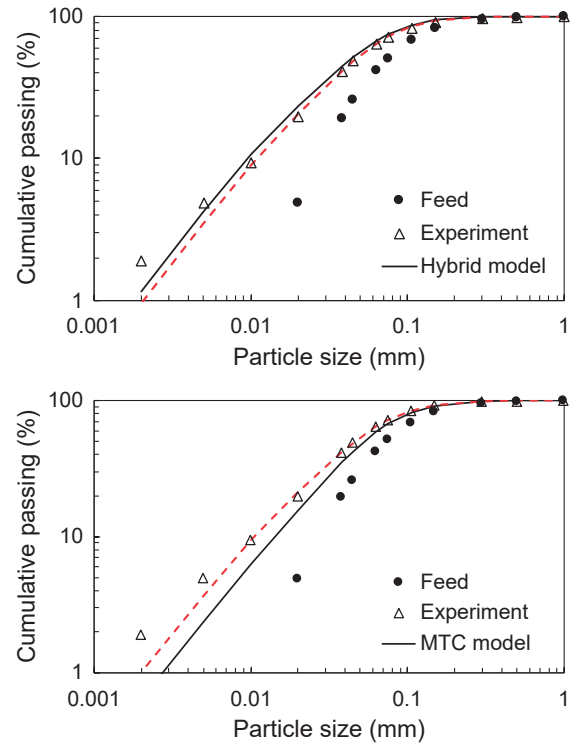 Cumulative passing (%)
100
10
1
0.001
0.01
0.1
1
Particle size (mm)
Feed
Experiment
Hybrid model
Cumulative passing (%)
100
10
1
0.001
0.01
0.1
1
Particle size (mm)
Feed
Experiment
MTC model